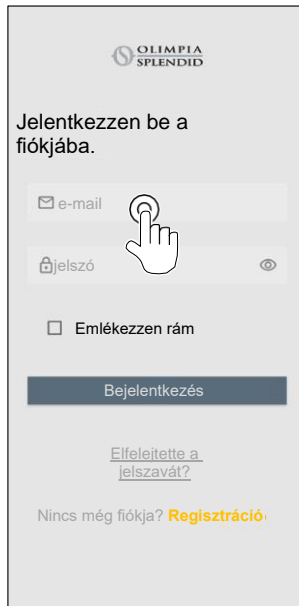 OLIMPIA
SPLENDID
Jelentkezzen be a
fiókjába.
e-mail
jelszó
Emlékezzen rám
Bejelentkezés
Elfelejtette a
jelszavát?
Nincs még fiókja? Regisztráció